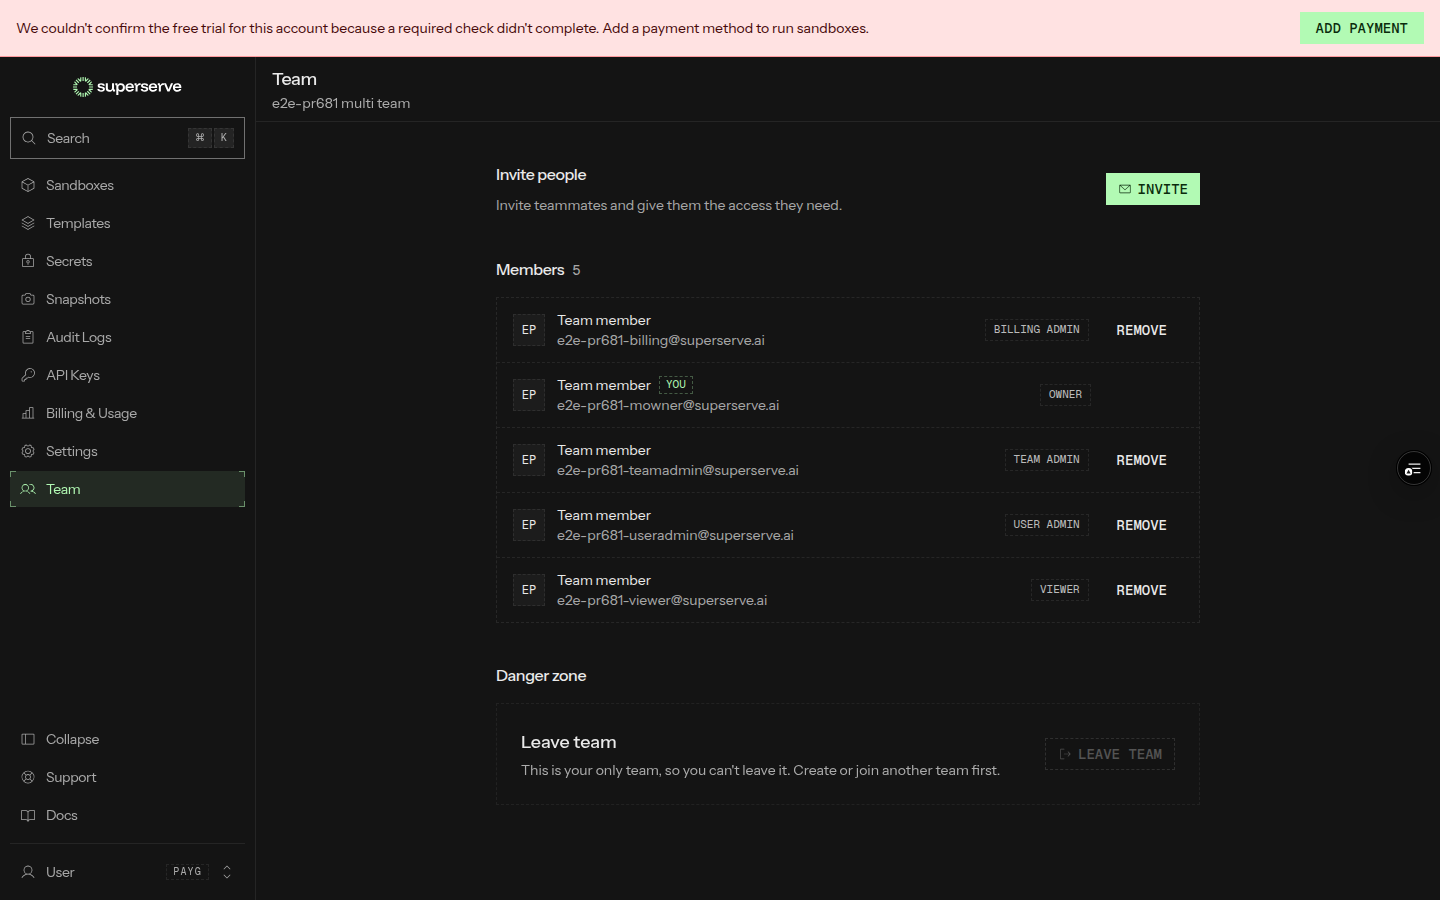 We couldn't confirm the free trial for this account because a required check didn't complete. Add a payment method to run sandboxes.
ADD PAYMENT
superserve
Search ⌘ K
Sandboxes
Templates
Secrets
Snapshots
Audit Logs
API Keys
Billing & Usage
Settings
Team
Collapse
Support
Docs
User PAYG
Team
e2e-pr681 multi team
Invite people
Invite teammates and give them the access they need.
INVITE
Members 5
EP Team member
e2e-pr681-billing@superserve.ai
BILLING ADMIN REMOVE
EP Team member YOU
e2e-pr681-mowner@superserve.ai
OWNER
EP Team member
e2e-pr681-teamadmin@superserve.ai
TEAM ADMIN REMOVE
EP Team member
e2e-pr681-useradmin@superserve.ai
USER ADMIN REMOVE
EP Team member
e2e-pr681-viewer@superserve.ai
VIEWER REMOVE
Danger zone
Leave team
This is your only team, so you can't leave it. Create or join another team first.
LEAVE TEAM